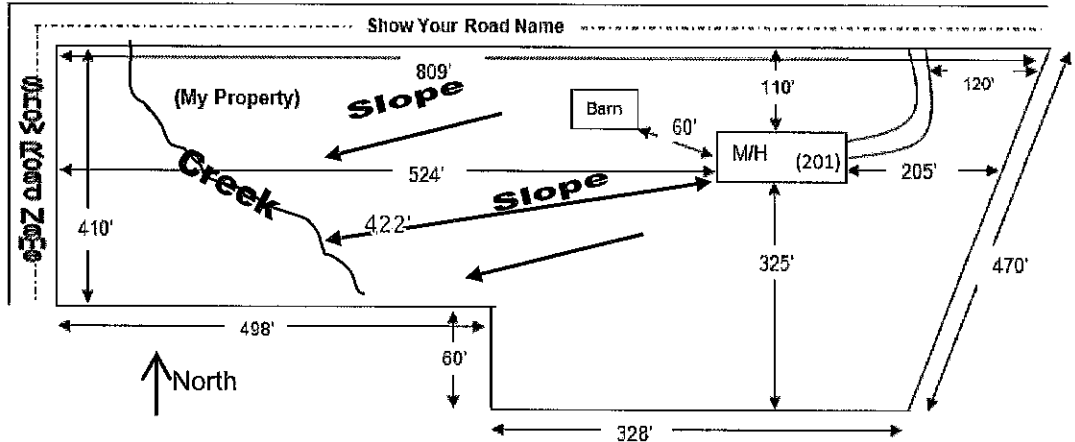 Show Your Road Name
809'
(My Property)
Slope
Barn
110'
120'
60'
M/H
(201)
Show Road Name
Creek
524'
Slope
205'
410'
422'
325'
470'
498'
60'
North
328'